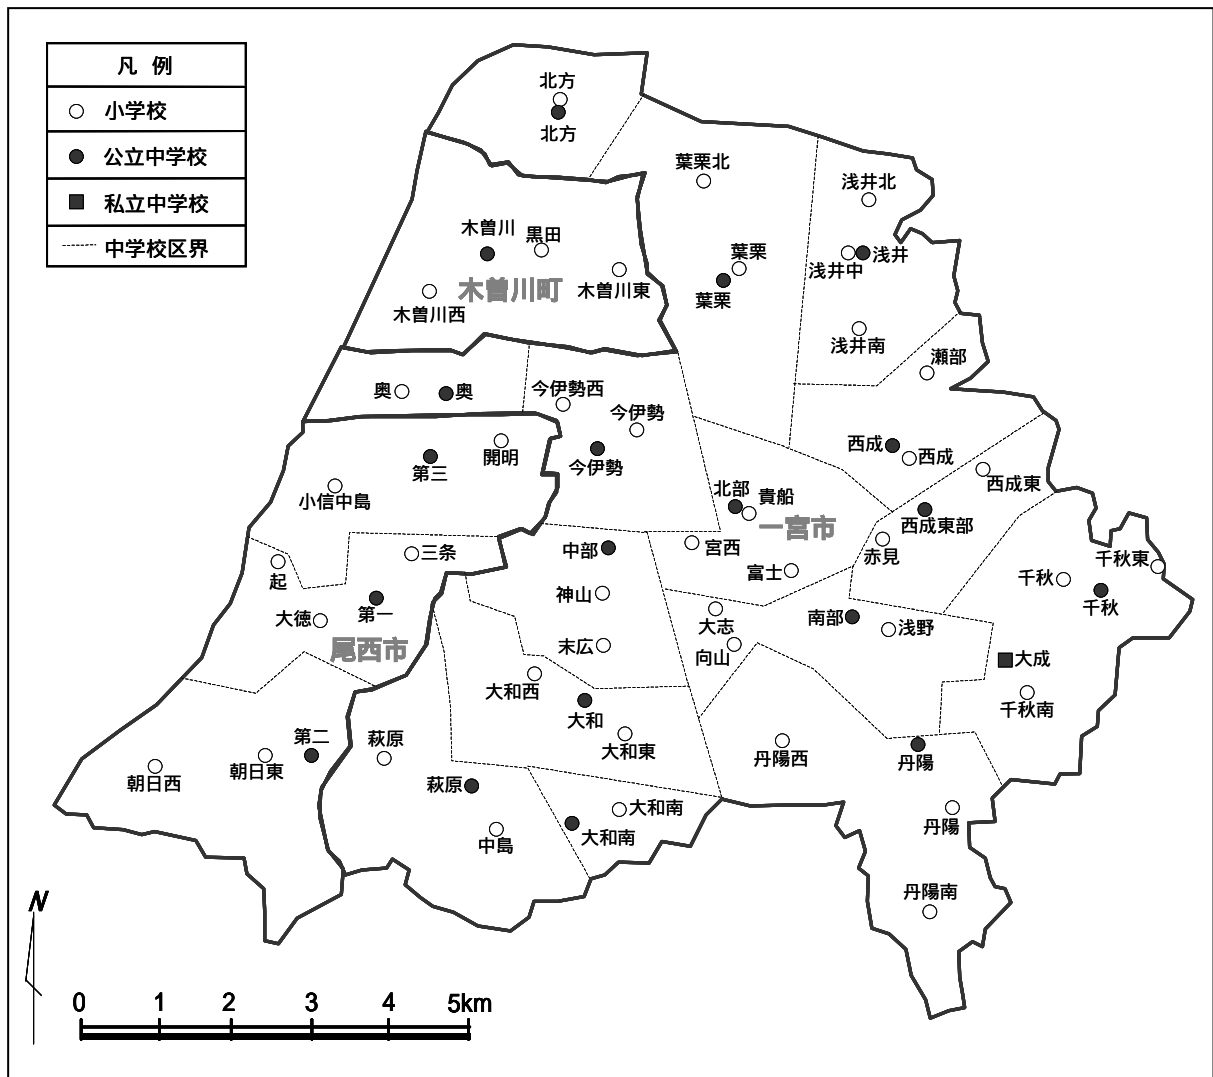 凡 例
小学校
公立中学校
私立中学校
中学校区界
北方
北方
葉栗北
浅井北
木曽川
黒田
葉栗
浅井
浅井中
木曽川町
木曽川東
葉栗
木曽川西
浅井南
瀬部
奥
奥
今伊勢西
今伊勢
西成
西成
開明
今伊勢
第三
西成東
小信中島
北部
貴船
一宮市
西成東部
宮西
三条
中部
赤見
千秋東
起
富士
千秋
神山
千秋
大徳
第一
大志
南部
浅野
尾西市
末広
向山
大成
大和西
千秋南
大和
第二
萩原
大和東
丹陽西
丹陽
朝日西
朝日東
萩原
大和南
丹陽
中島
大和南
丹陽南
N
0 1 2 3 4 5km